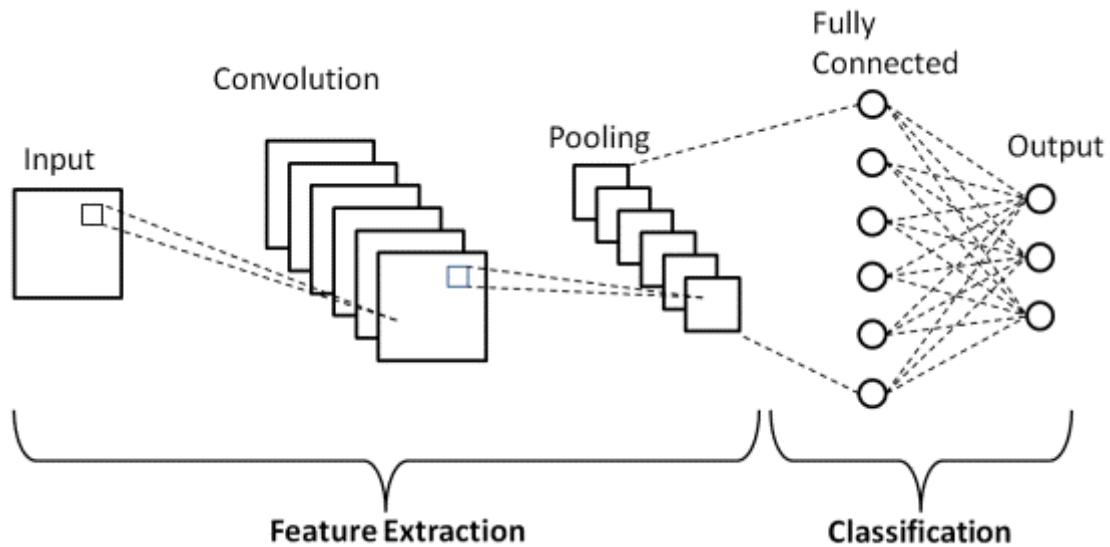 Input
Convolution
Pooling
Fully
Connected
Output
Feature Extraction
Classification